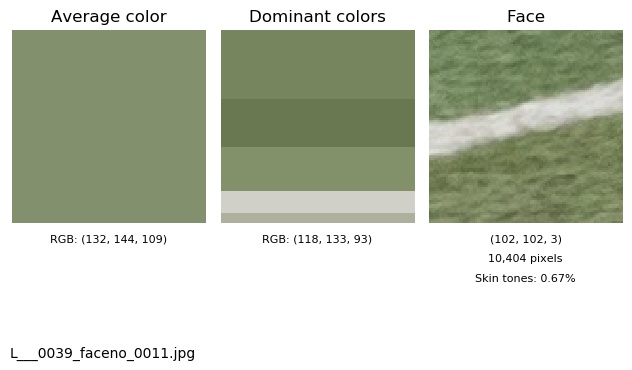 Average color
Dominant colors
Face
RGB: (132, 144, 109)
RGB: (118, 133, 93)
(102, 102, 3)
10,404 pixels
Skin tones: 0.67%
L___0039_faceno_0011.jpg